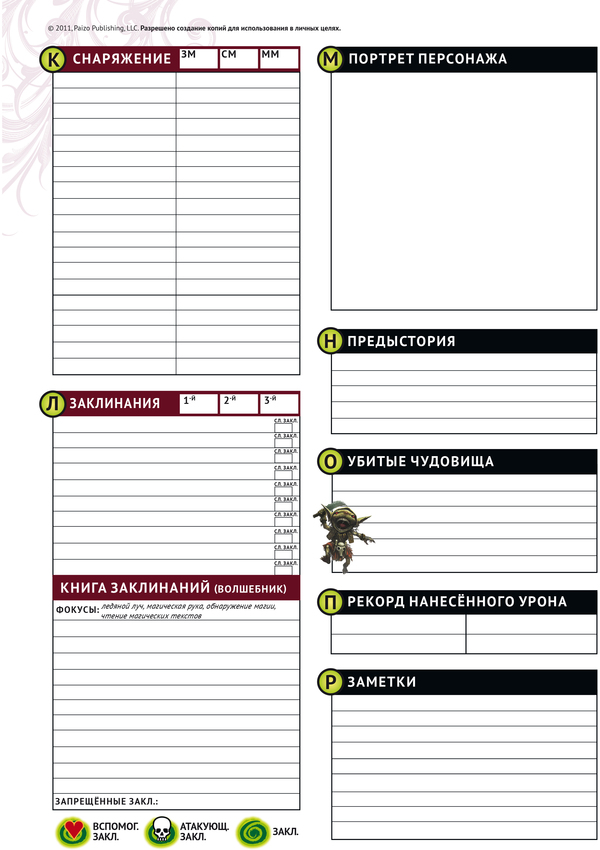 © 2011, Paizo Publishing, LLC. Разрешено создание копий для использования в личных целях.
К СНАРЯЖЕНИЕ ЗМ СМ ММ
Л ЗАКЛИНАНИЯ 1-й 2-й 3-й
СЛ. ЗАКЛ.
СЛ. ЗАКЛ.
СЛ. ЗАКЛ.
СЛ. ЗАКЛ.
СЛ. ЗАКЛ.
СЛ. ЗАКЛ.
СЛ. ЗАКЛ.
СЛ. ЗАКЛ.
СЛ. ЗАКЛ.
СЛ. ЗАКЛ.
КНИГА ЗАКЛИНАНИЙ (ВОЛШЕБНИК)
ФОКУСЫ: ледяной луч, магическая рука, обнаружение магии,
чтение магических текстов
ЗАПРЕЩЁННЫЕ ЗАКЛ.:
ВСПОМОГ.
ЗАКЛ.
АТАКУЮЩ.
ЗАКЛ.
ЗАКЛ.
М ПОРТРЕТ ПЕРСОНАЖА
Н ПРЕДЫСТОРИЯ
О УБИТЫЕ ЧУДОВИЩА
П РЕКОРД НАНЕСЁННОГО УРОНА
Р ЗАМЕТКИ